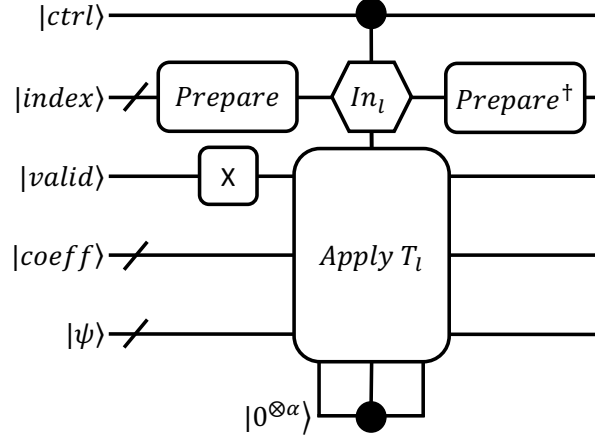 |ctrl⟩
|index⟩ Prepare In_l Prepare†
|valid⟩ X
|coeff⟩ Apply T_l
|ψ⟩
|0^{⊗α}⟩